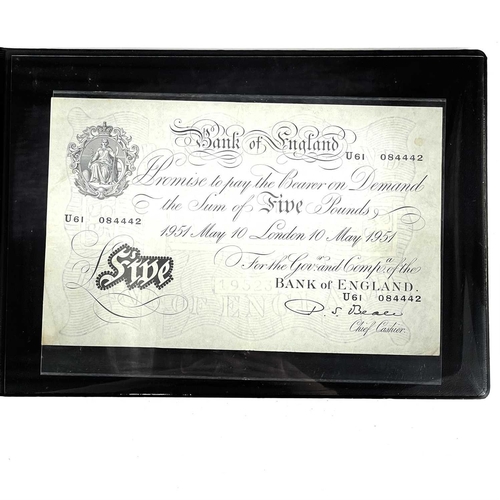 Bank of England
U61 084442
I Promise to pay the Bearer on Demand
the Sum of Five Pounds
U61 084442
1951 May 10 London 10 May 1951
For the Govr. and Compa. of the
Five
BANK OF ENGLAND.
U61 084442
P. S. Beale
Chief Cashier.